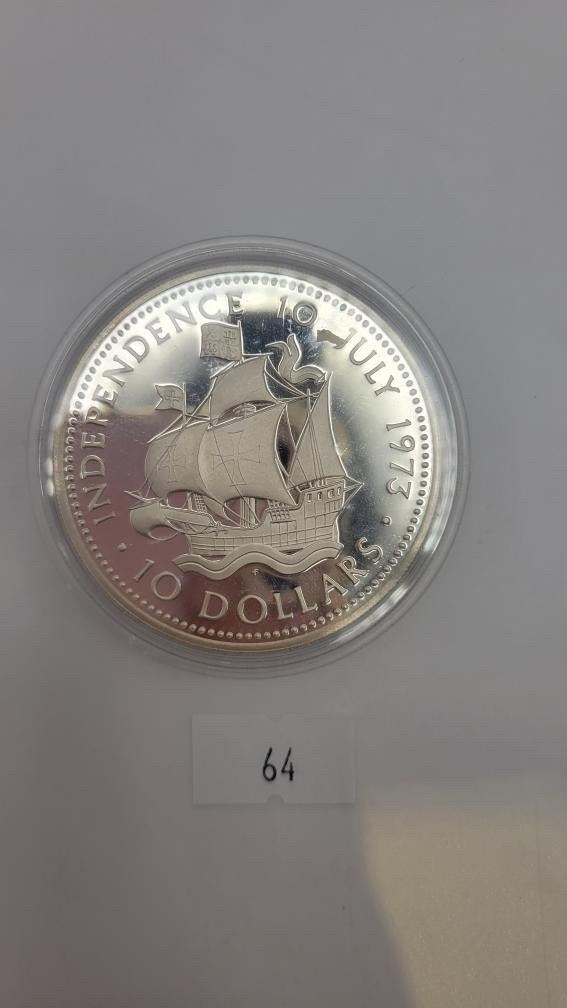 INDEPENDENCE 10 JULY 1973
· 10 DOLLARS ·
64